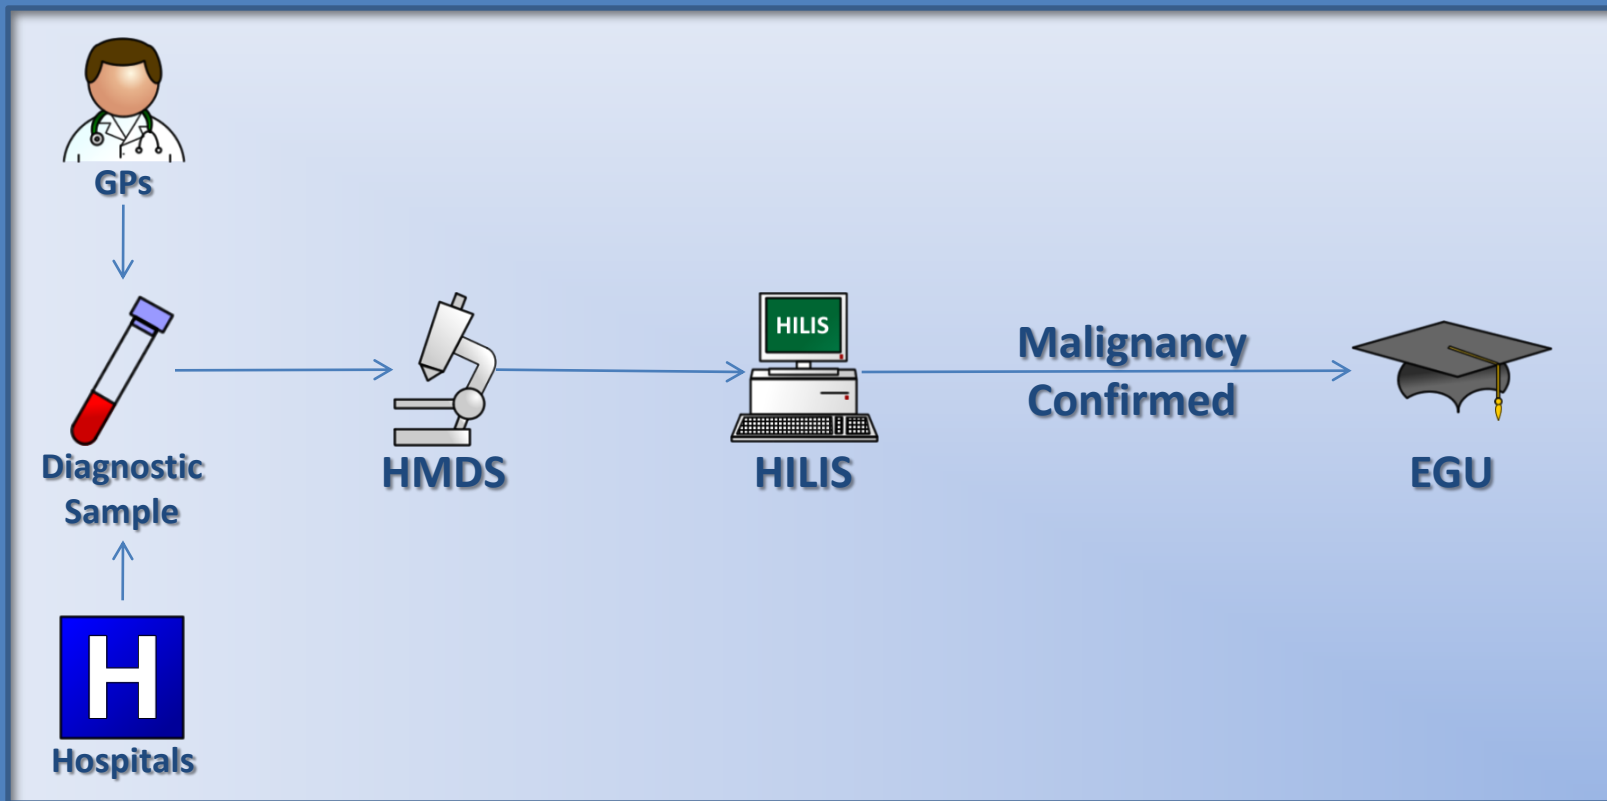 GPs
Diagnostic
Sample
H
Hospitals
HMDS
HILIS
HILIS
Malignancy
Confirmed
EGU